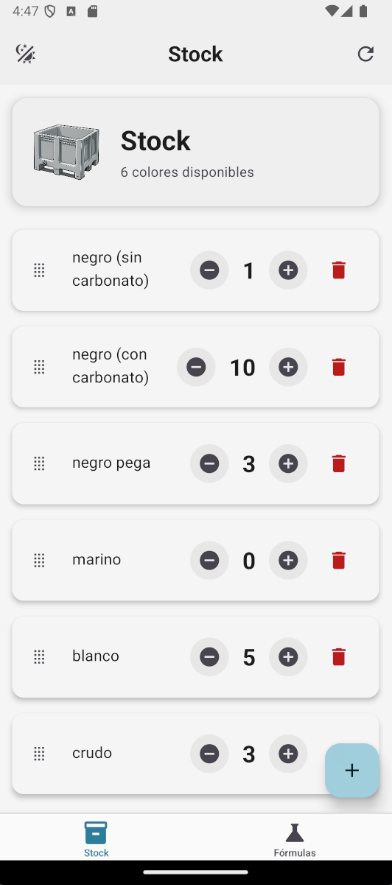 4:47
Stock
Stock
6 colores disponibles
negro (sin
carbonato)
1
negro (con
carbonato)
10
negro pega
3
marino
0
blanco
5
crudo
3
Stock
Fórmulas